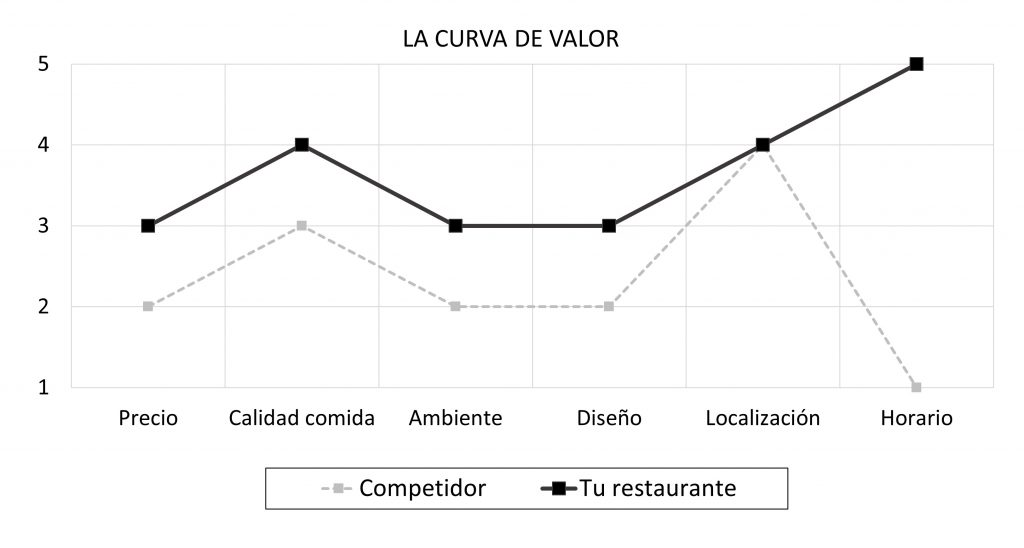 LA CURVA DE VALOR
5
4
3
2
1
Precio Calidad comida Ambiente Diseño Localización Horario
Competidor Tu restaurante